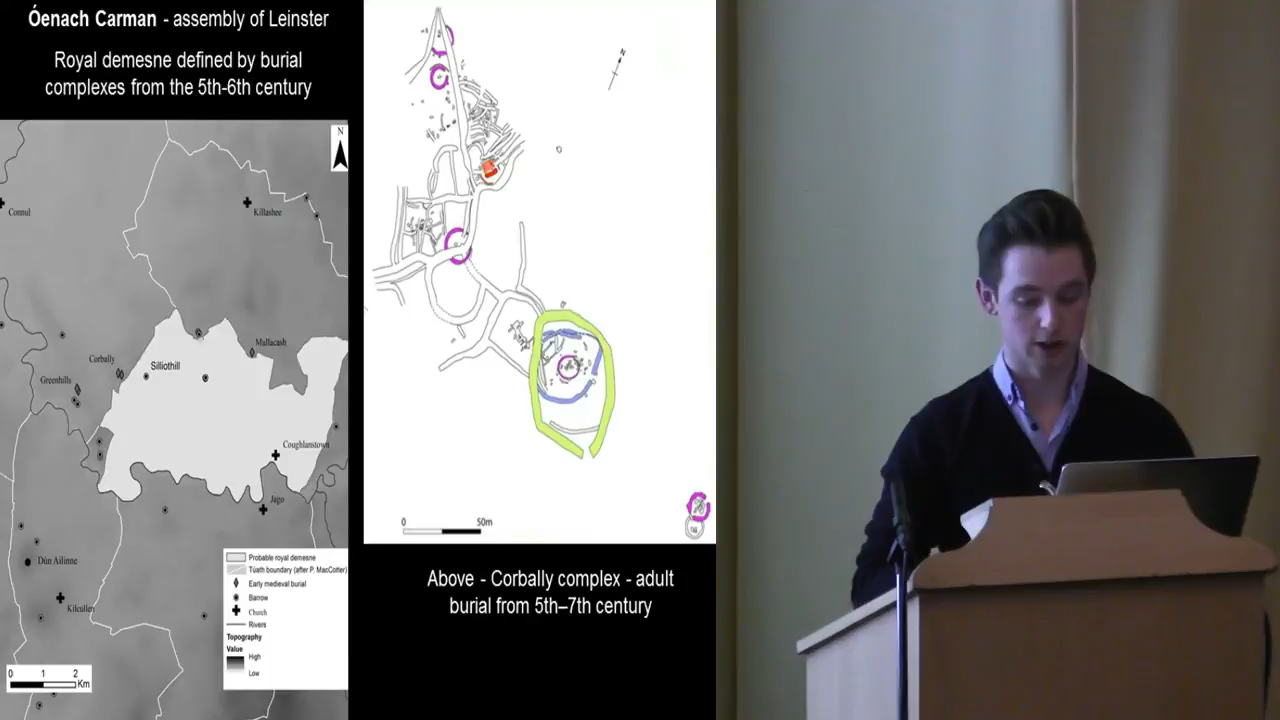 Óenach Carman - assembly of Leinster
Royal demesne defined by burial
complexes from the 5th-6th century
N
Connul
Killashee
Mullacash
Corbally
Silliothill
Greenhills
Coughlanstown
Jago
Dún Ailinne
Kilcullen
Probable royal demesne
Túath boundary (after P. MacCotter)
Early medieval burial
Barrow
Church
Rivers
Topography
Value
High
Low
0 1 2
Km
N
0 50m
Above - Corbally complex - adult
burial from 5th–7th century